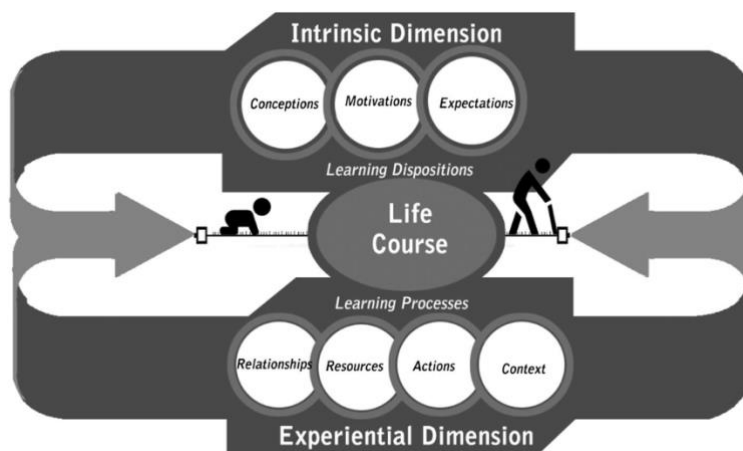 Intrinsic Dimension
Conceptions
Motivations
Expectations
Learning Dispositions
Life
Course
Learning Processes
Relationships
Resources
Actions
Context
Experiential Dimension